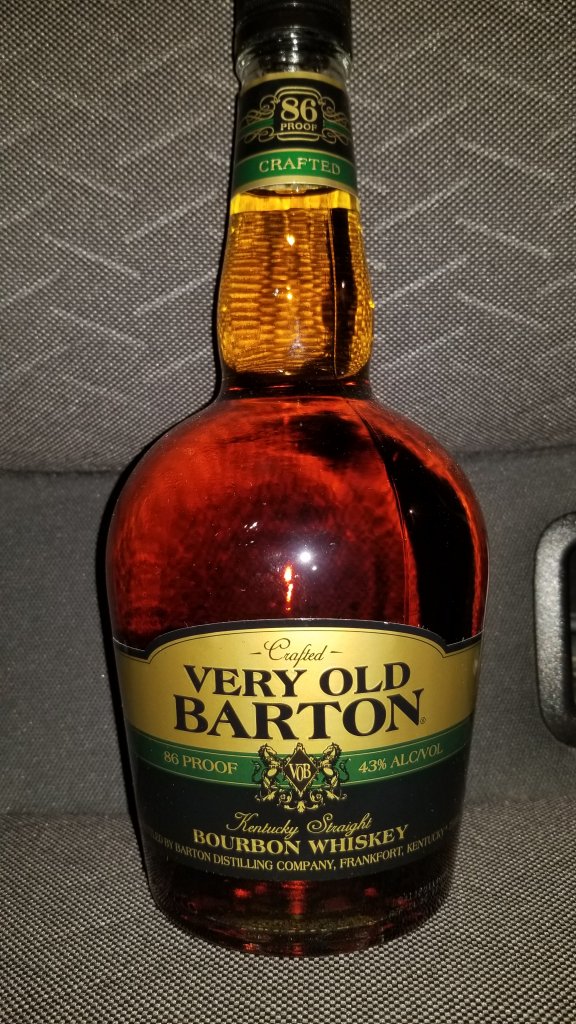 86
PROOF
CRAFTED
Crafted
VERY OLD
BARTON®
86 PROOF VOB 43% ALC/VOL
Kentucky Straight
BOURBON WHISKEY
BY BARTON DISTILLING COMPANY, FRANKFORT, KENTUCKY